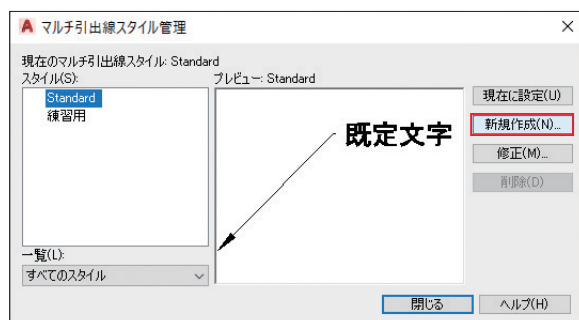 マルチ引出線スタイル管理
現在のマルチ引出線スタイル: Standard
スタイル(S):
プレビュー: Standard
Standard
練習用
既定文字
現在に設定(U)
新規作成(N)...
修正(M)...
削除(D)
一覧(L):
すべてのスタイル
閉じる
ヘルプ(H)